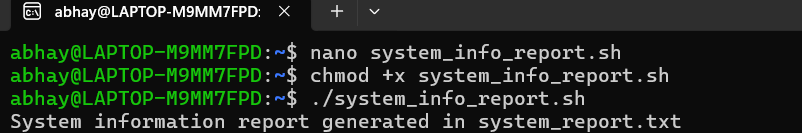 abhay@LAPTOP-M9MM7FPD:
abhay@LAPTOP-M9MM7FPD:~$ nano system_info_report.sh
abhay@LAPTOP-M9MM7FPD:~$ chmod +x system_info_report.sh
abhay@LAPTOP-M9MM7FPD:~$ ./system_info_report.sh
System information report generated in system_report.txt